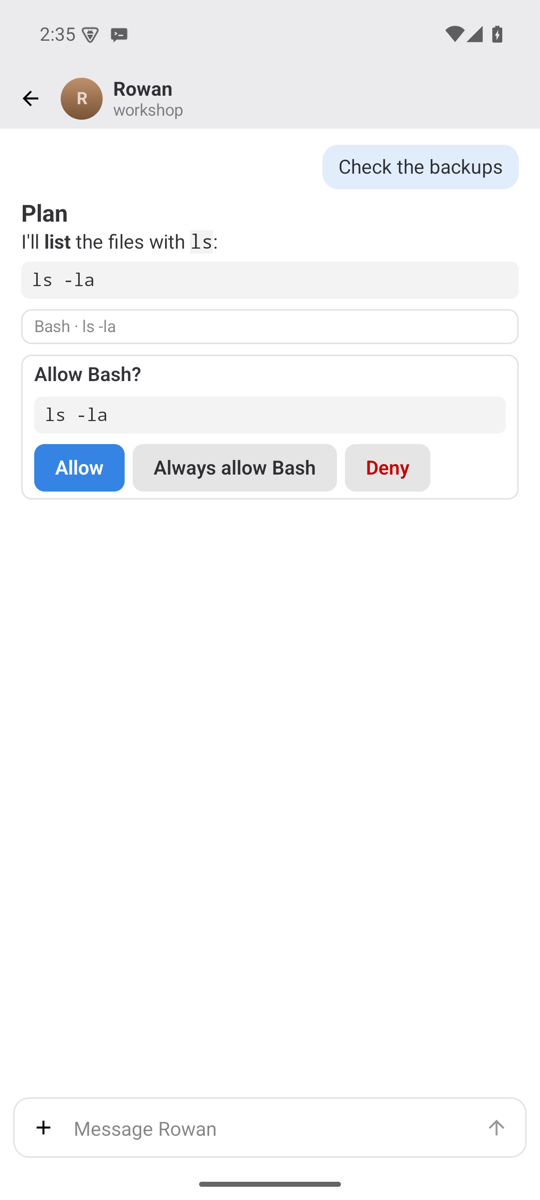 2:35
R
Rowan
workshop
Check the backups
Plan
I'll list the files with ls:
ls -la
Bash · ls -la
Allow Bash?
ls -la
Allow
Always allow Bash
Deny
Message Rowan